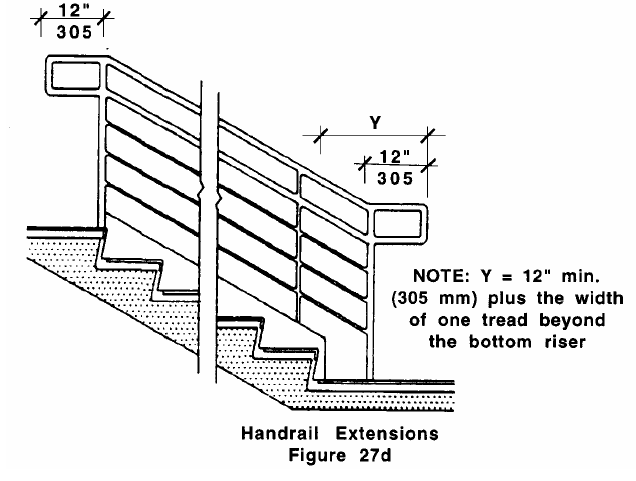 12"
305
Y
12"
305
NOTE: Y = 12" min.
(305 mm) plus the width
of one tread beyond
the bottom riser
Handrail Extensions
Figure 27d